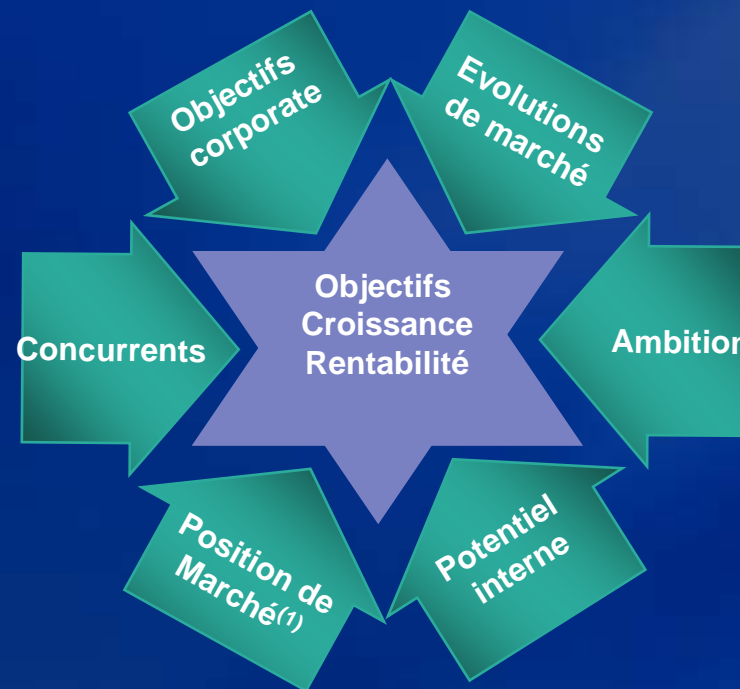 Objectifs
corporate
Evolutions
de marché
Objectifs
Croissance
Rentabilité
Concurrents
Ambition
Position de
Marché(1)
Potentiel
interne